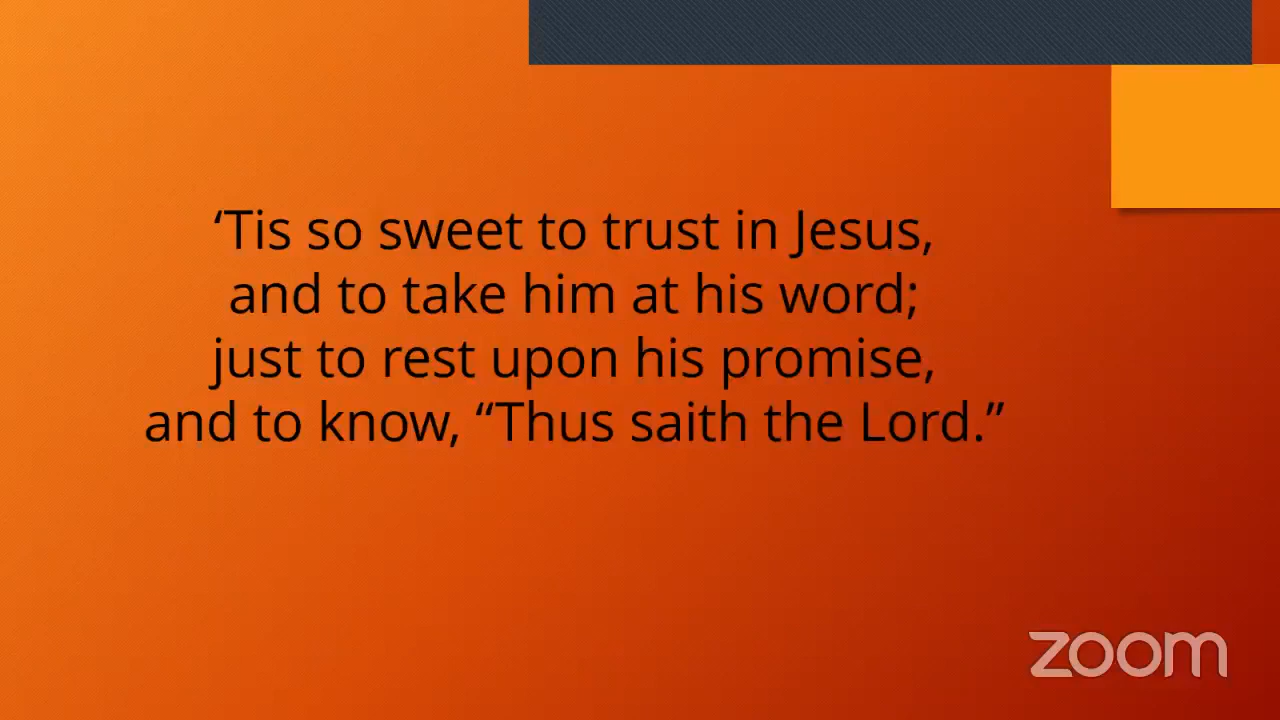 ‘Tis so sweet to trust in Jesus,
and to take him at his word;
just to rest upon his promise,
and to know, “Thus saith the Lord.”
zoom